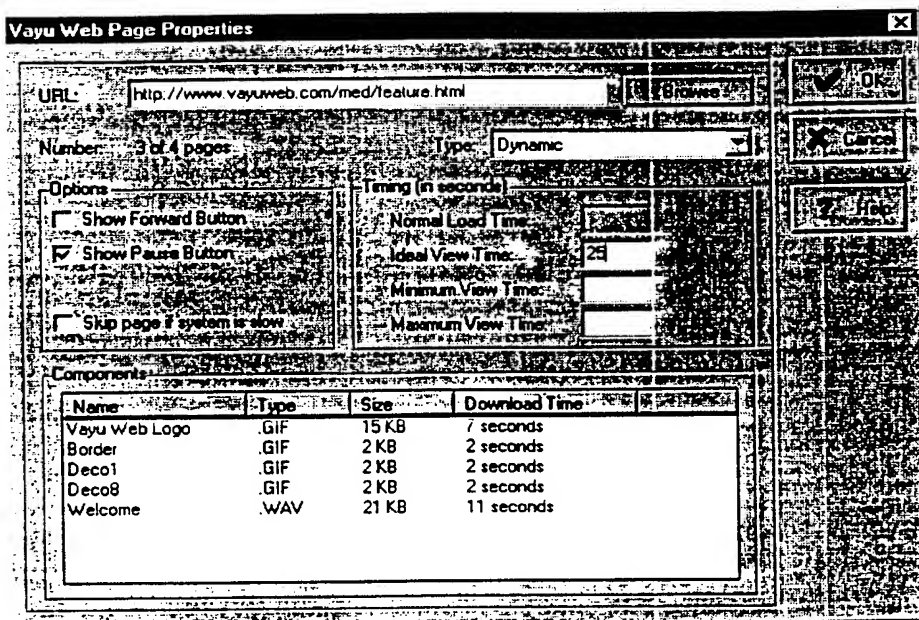 Vayu Web Page Properties
URL: http://www.vayuweb.com/med/feature.html Browse
OK
Number: 3 of 4 pages Type: Dynamic
Cancel
Options
Show Forward Button
Show Pause Button
Skip page if system is slow
Timing (in seconds)
Normal Load Time:
Ideal View Time: 25
Minimum View Time:
Maximum View Time:
Help
Components
Name Type Size Download Time
Vayu Web Logo .GIF 15 KB 7 seconds
Border .GIF 2 KB 2 seconds
Deco1 .GIF 2 KB 2 seconds
Deco8 .GIF 2 KB 2 seconds
Welcome .WAV 21 KB 11 seconds